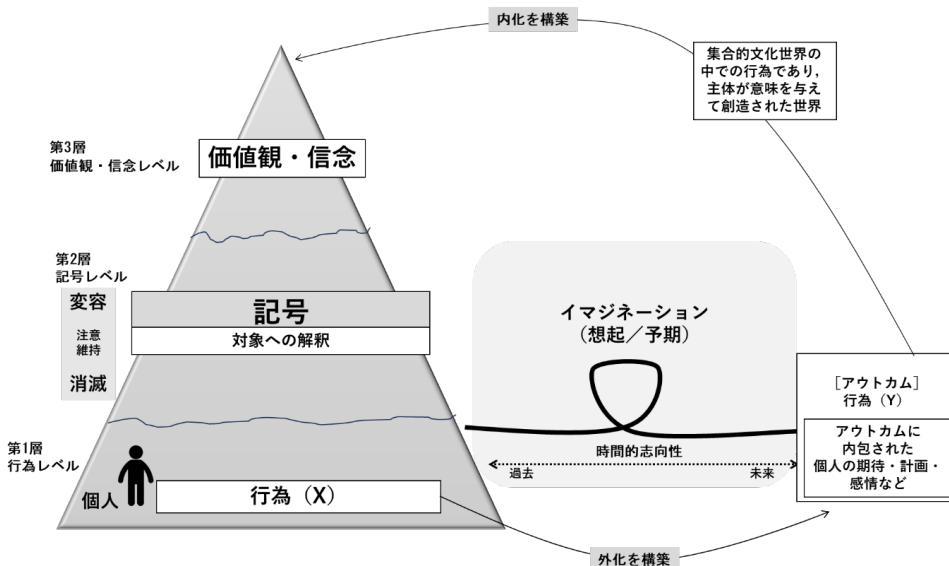 内化を構築
集合的文化世界の
中での行為であり,
主体が意味を与え
て創造された世界
第3層
価値観・信念レベル
価値観・信念
第2層
記号レベル
変容
注意
維持
消滅
記号
対象への解釈
イマジネーション
(想起/予期)
時間的志向性
過去
未来
[アウトカム]
行為(Y)
アウトカムに
内包された
個人の期待・計画・
感情など
第1層
行為レベル
個人
行為(X)
外化を構築